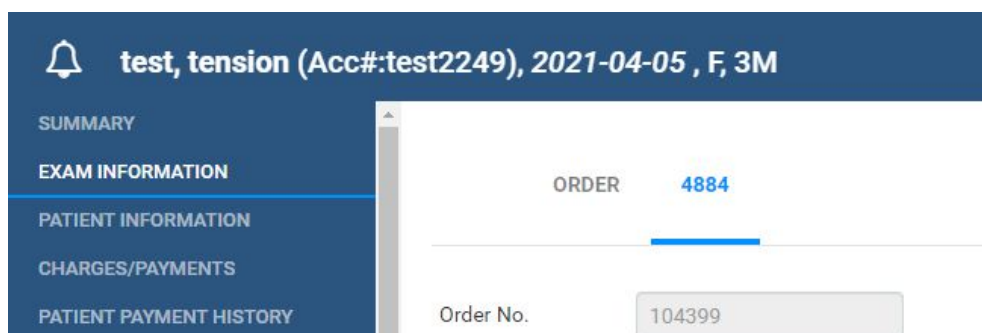 test, tension (Acc#:test2249), 2021-04-05 , F, 3M
SUMMARY
EXAM INFORMATION
PATIENT INFORMATION
CHARGES/PAYMENTS
PATIENT PAYMENT HISTORY
ORDER 4884
Order No. 104399